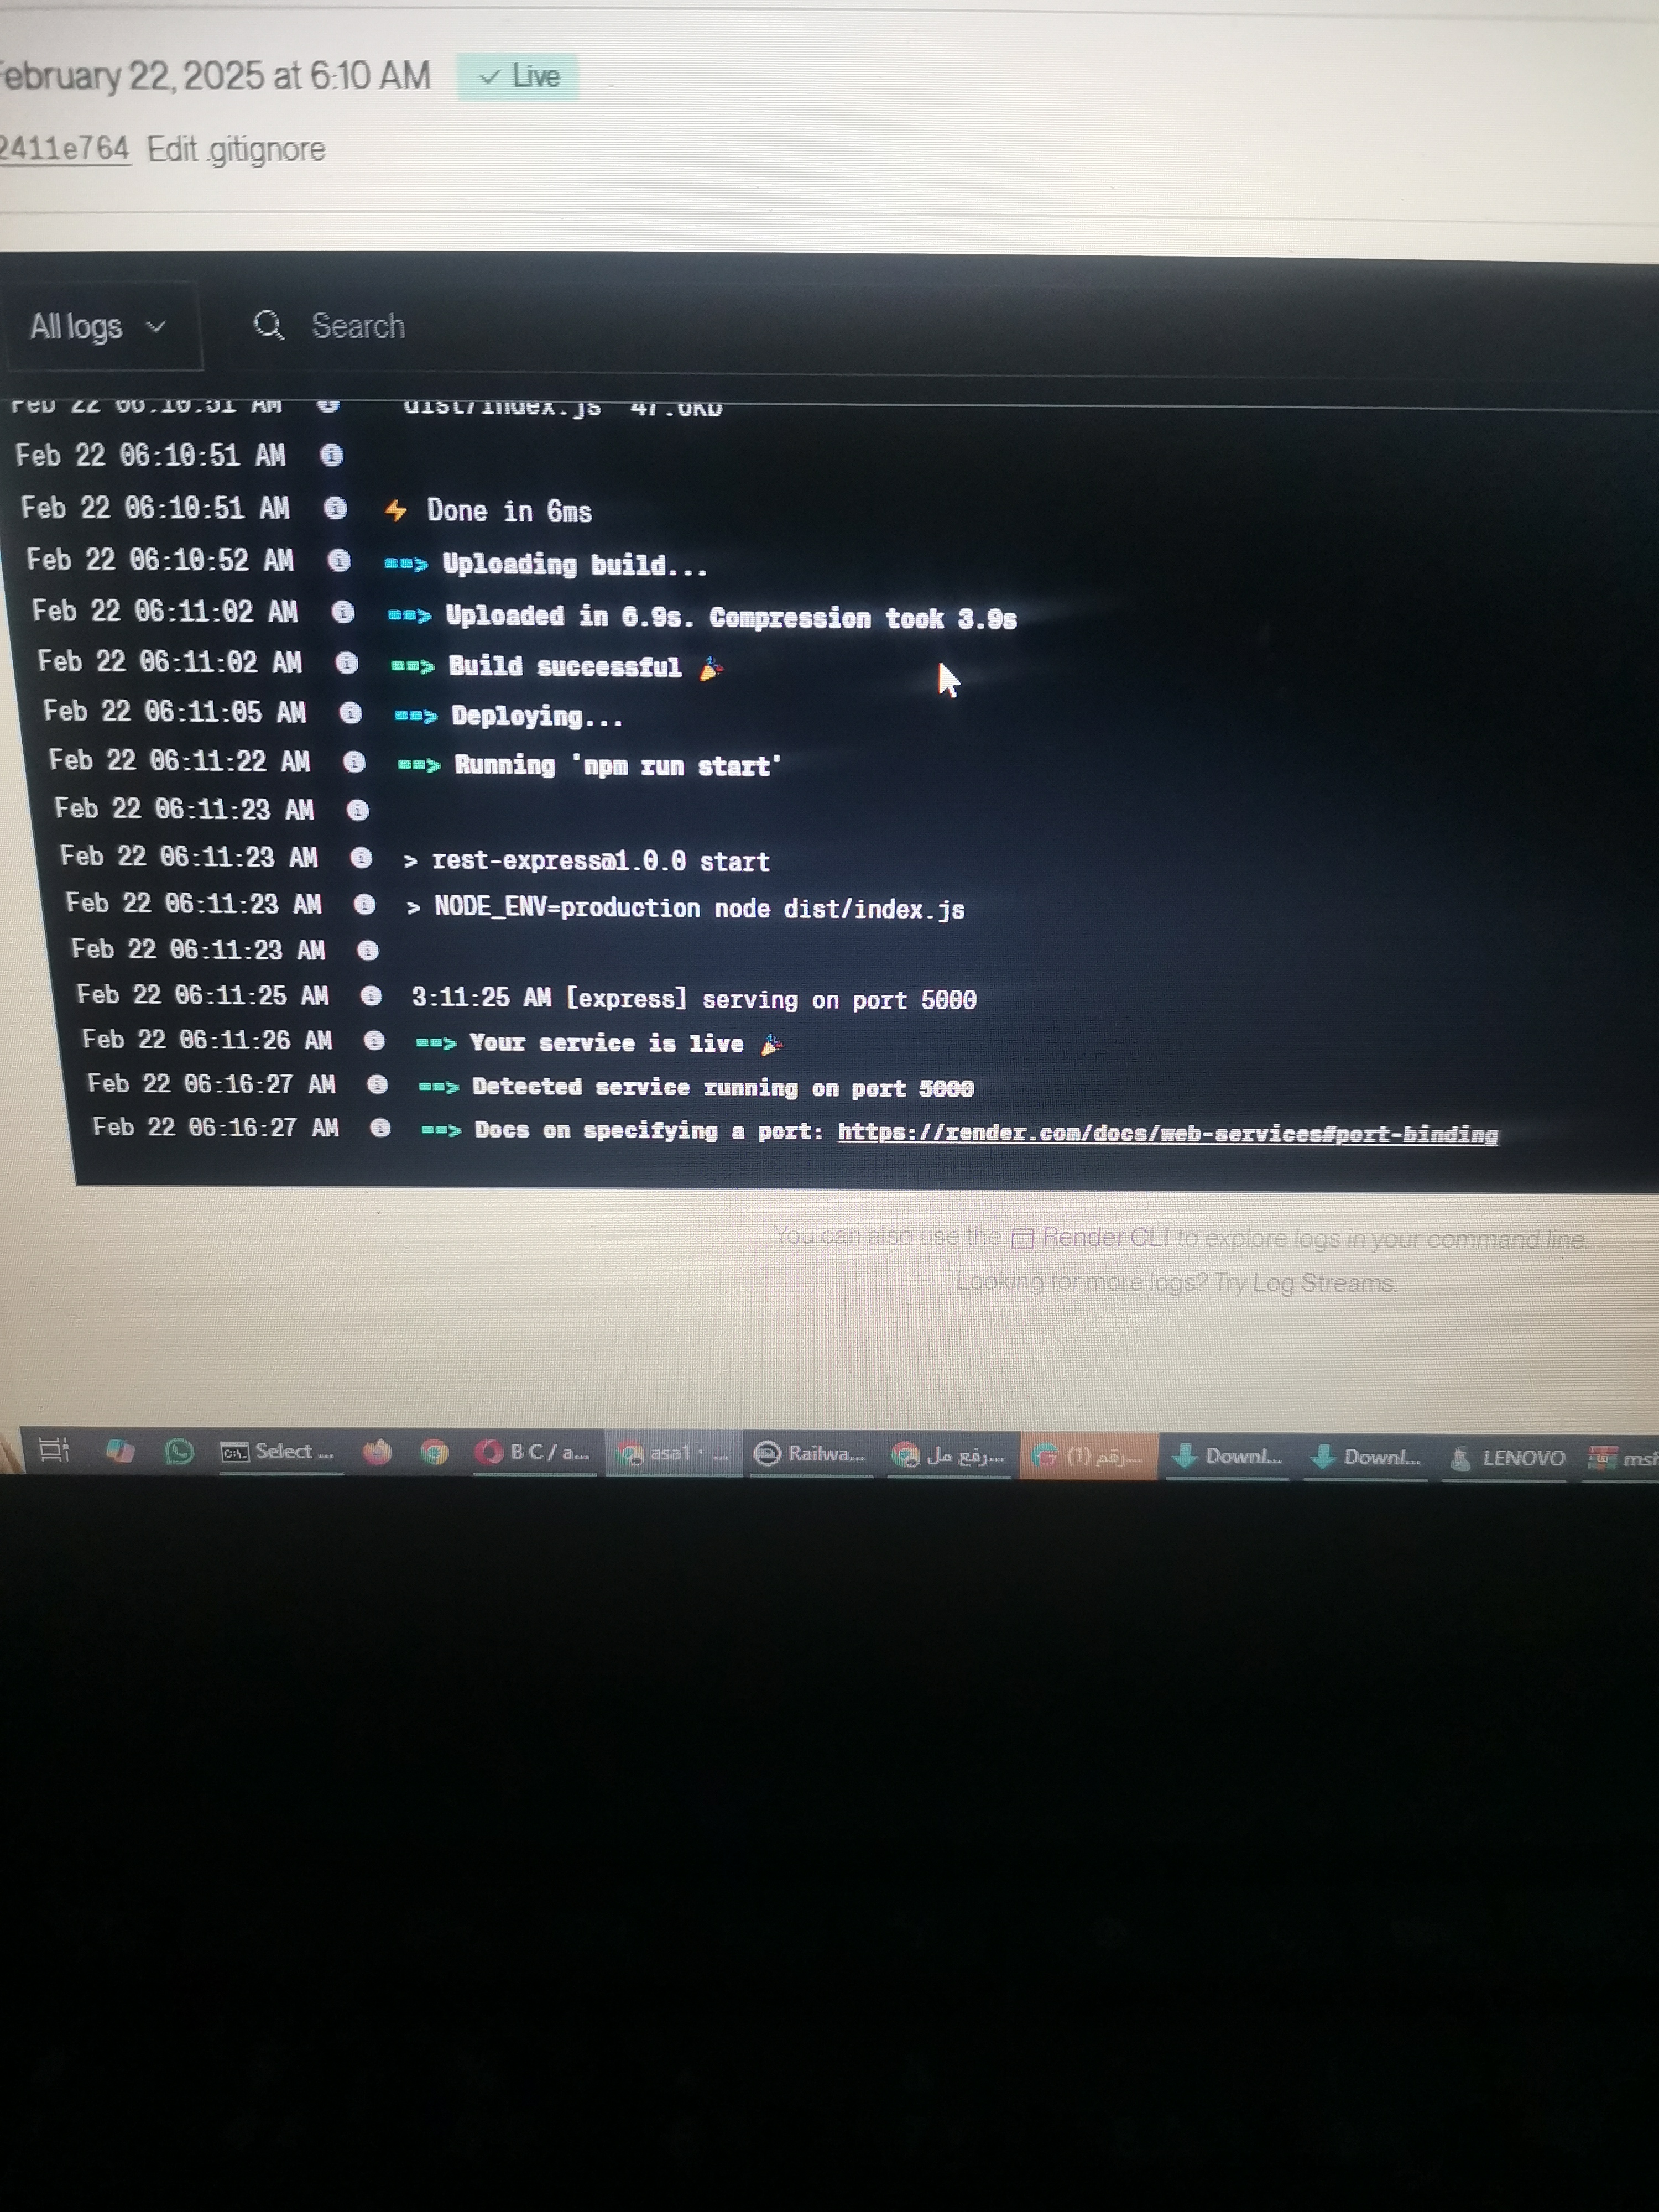 February 22, 2025 at 6:10 AM ✓ Live
2411e764 Edit .gitignore
All logs Search
Feb 22 06:10:51 AM dist/index.js
Feb 22 06:10:51 AM
Feb 22 06:10:51 AM ⚡ Done in 6ms
Feb 22 06:10:52 AM ==> Uploading build...
Feb 22 06:11:02 AM ==> Uploaded in 6.9s. Compression took 3.9s
Feb 22 06:11:02 AM ==> Build successful 🎉
Feb 22 06:11:05 AM ==> Deploying...
Feb 22 06:11:22 AM ==> Running 'npm run start'
Feb 22 06:11:23 AM
Feb 22 06:11:23 AM > rest-express@1.0.0 start
Feb 22 06:11:23 AM > NODE_ENV=production node dist/index.js
Feb 22 06:11:23 AM
Feb 22 06:11:25 AM 3:11:25 AM [express] serving on port 5000
Feb 22 06:11:26 AM ==> Your service is live 🎉
Feb 22 06:16:27 AM ==> Detected service running on port 5000
Feb 22 06:16:27 AM ==> Docs on specifying a port: https://render.com/docs/web-services#port-binding
You can also use the Render CLI to explore logs in your command line.
Looking for more logs? Try Log Streams.
Select ... B C / a... asa1 · ... Railwa... رفع مل... (1) رقم... Downl... Downl... LENOVO msh